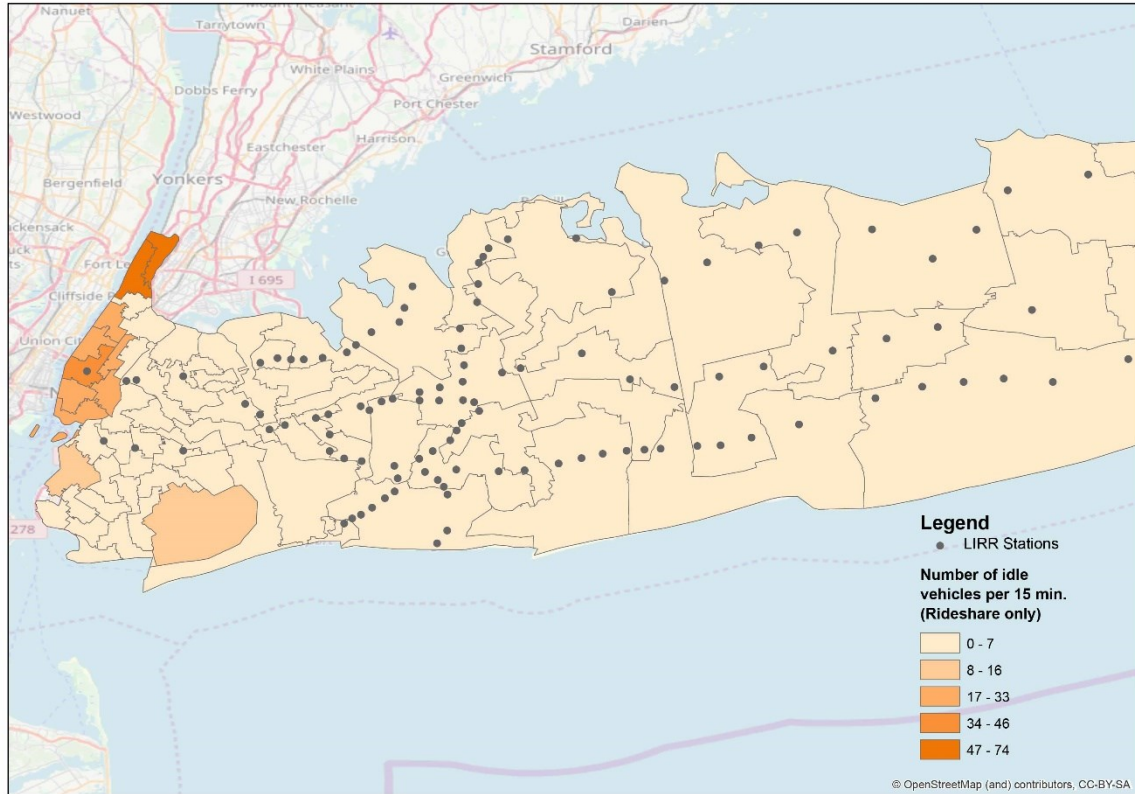 Nanuet
Tarrytown
Mount Pleasant
Darien
Stamford
White Plains
Greenwich
Dobbs Ferry
Port Chester
Westwood
Harrison
Eastchester
Yonkers
Bergenfield
New Rochelle
ckensack
Fort Le
I 695
Cliffside
Union Cit
278
Legend
LIRR Stations
Number of idle
vehicles per 15 min.
(Rideshare only)
0 - 7
8 - 16
17 - 33
34 - 46
47 - 74
© OpenStreetMap (and) contributors, CC-BY-SA